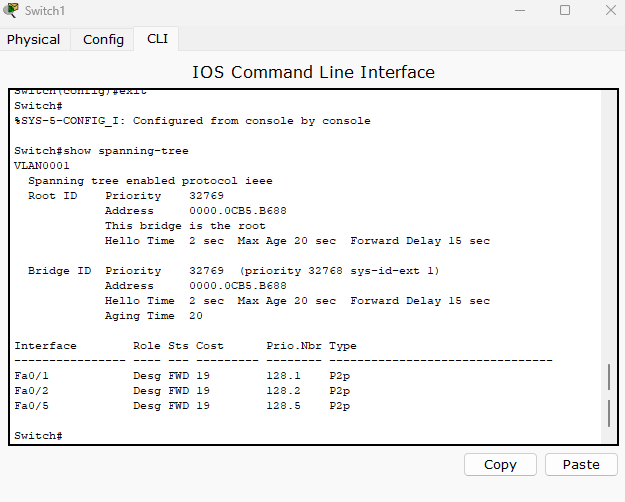 Switch1
Physical Config CLI
IOS Command Line Interface
Switch(config)#exit
Switch#
%SYS-5-CONFIG_I: Configured from console by console
Switch#show spanning-tree
VLAN0001
Spanning tree enabled protocol ieee
Root ID Priority 32769
Address 0000.0CB5.B688
This bridge is the root
Hello Time 2 sec Max Age 20 sec Forward Delay 15 sec
Bridge ID Priority 32769 (priority 32768 sys-id-ext 1)
Address 0000.0CB5.B688
Hello Time 2 sec Max Age 20 sec Forward Delay 15 sec
Aging Time 20
Interface Role Sts Cost Prio.Nbr Type
---------------- ---- --- --------- -------- --------------------------------
Fa0/1 Desg FWD 19 128.1 P2p
Fa0/2 Desg FWD 19 128.2 P2p
Fa0/5 Desg FWD 19 128.5 P2p
Switch#
Copy Paste